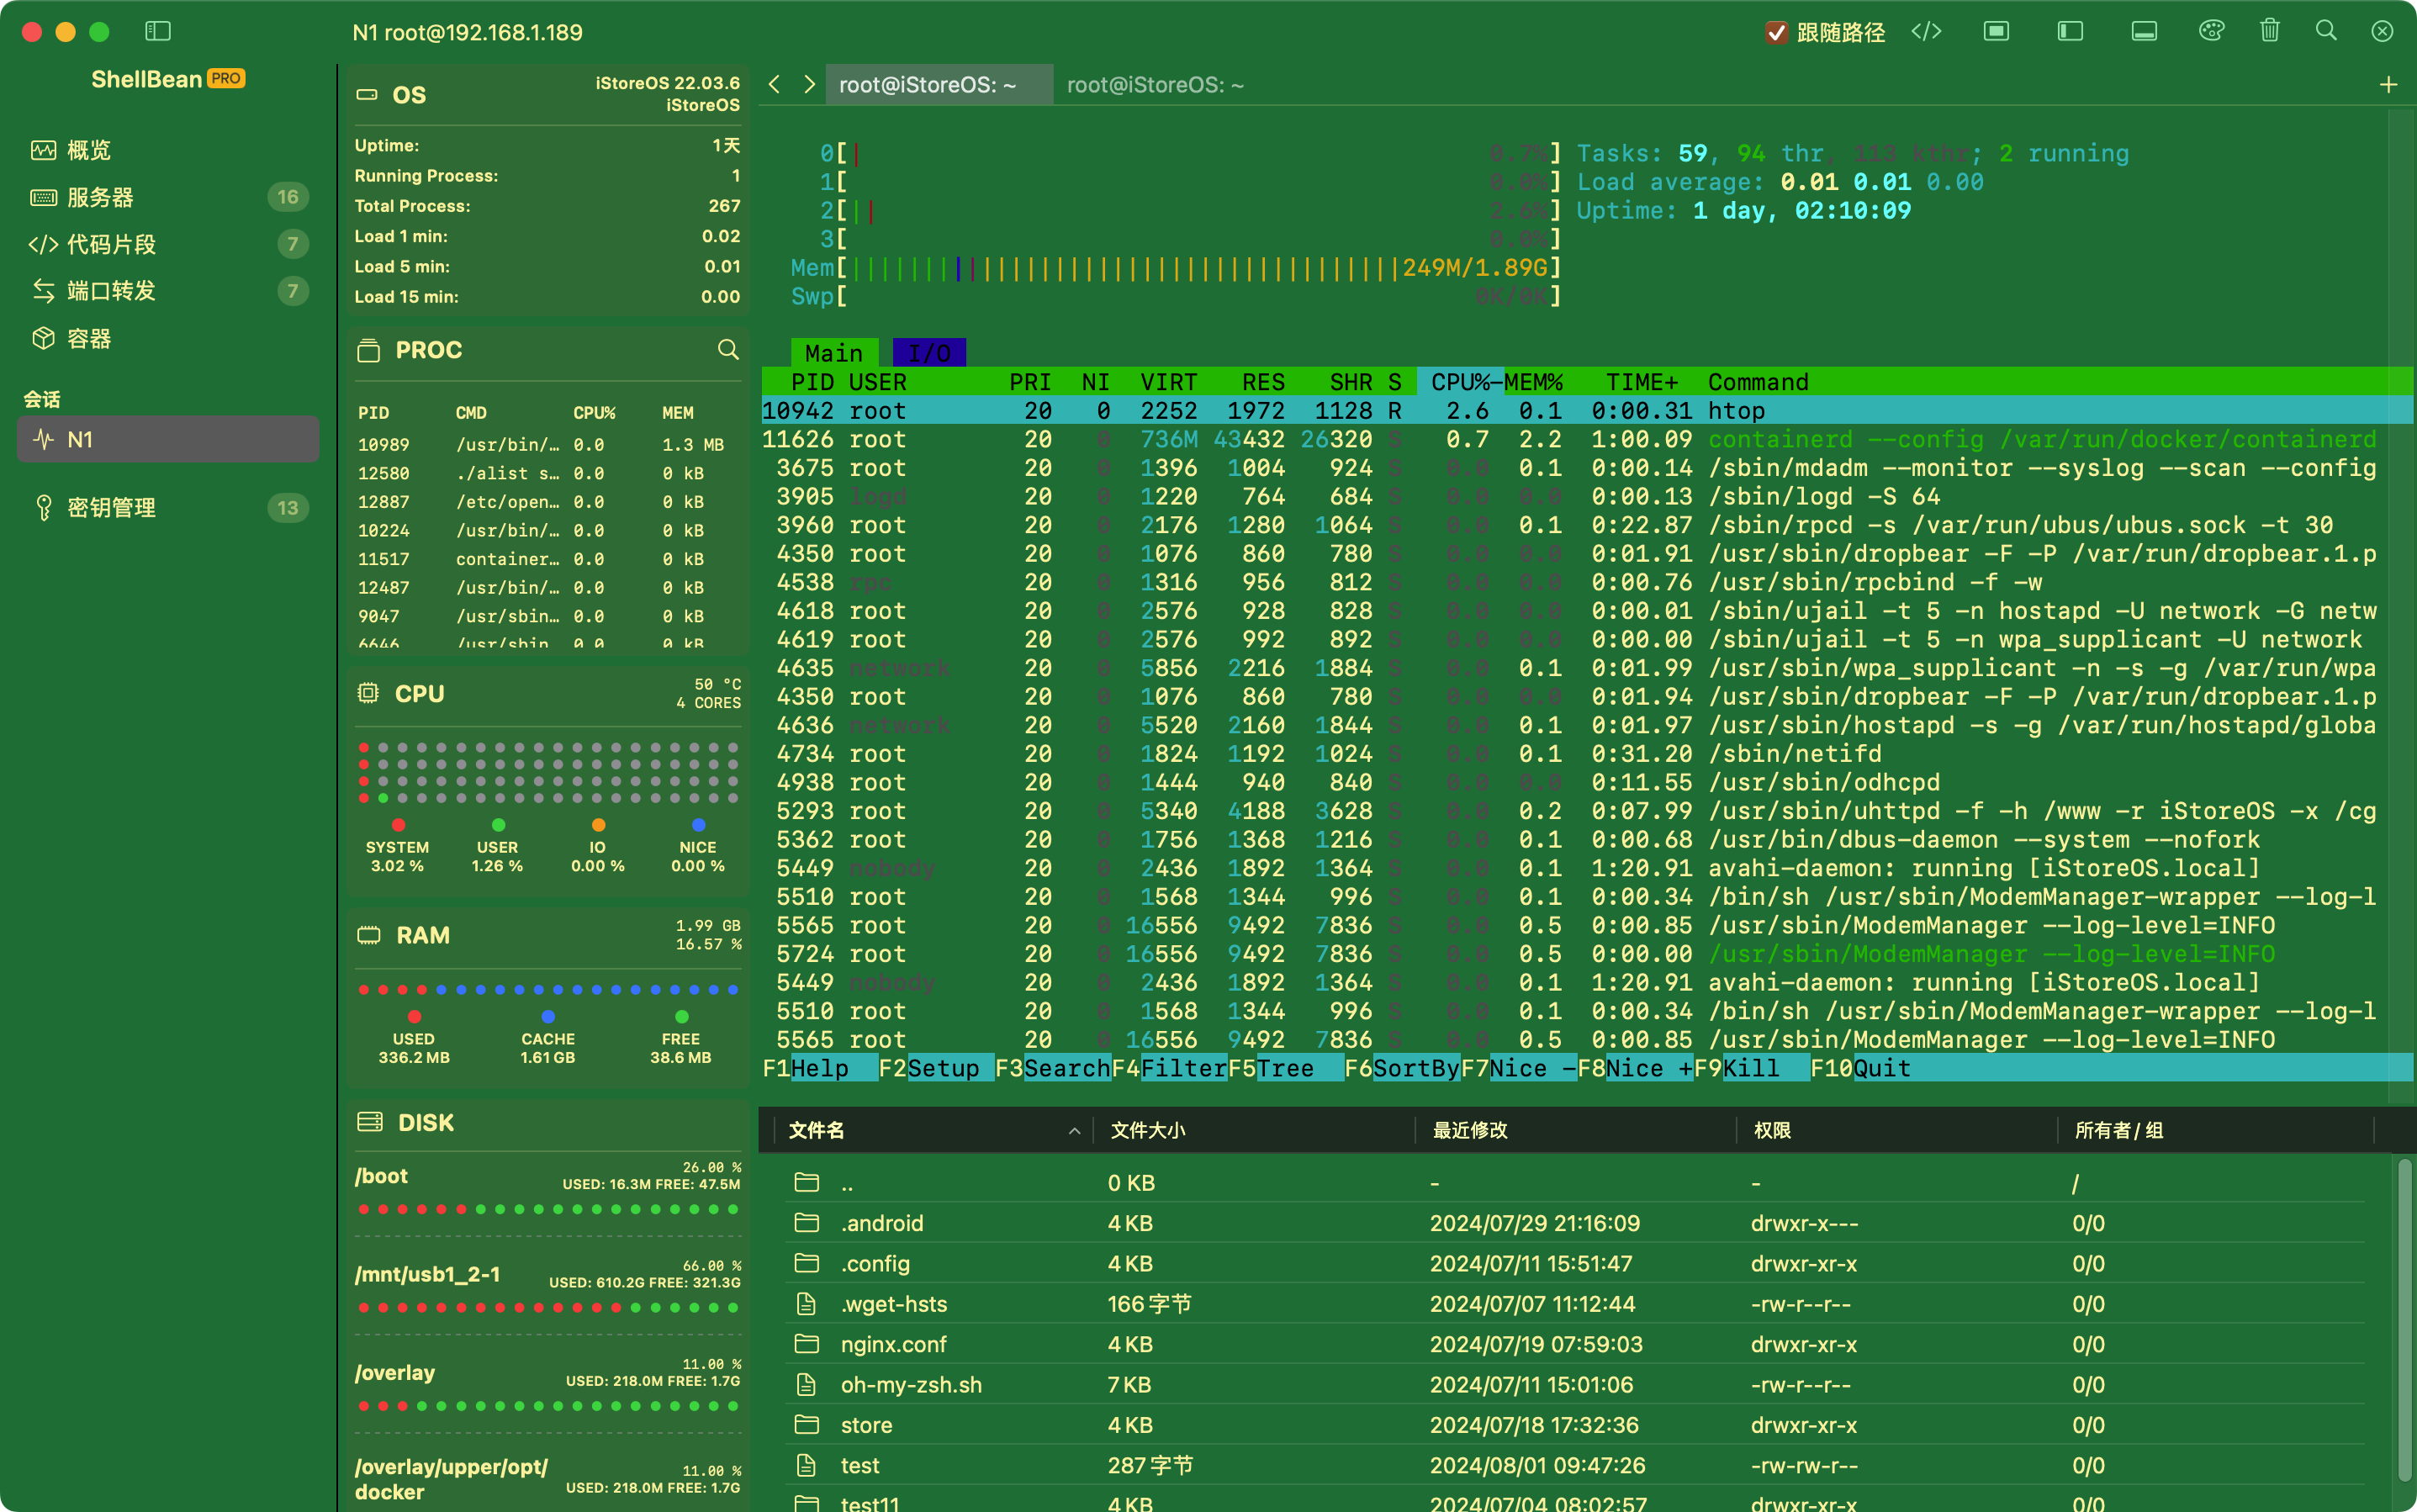 N1 root@192.168.1.189
跟随路径
ShellBean PRO
概览
服务器 16
代码片段 7
端口转发 7
容器
会话
N1
密钥管理 13
OS iStoreOS 22.03.6
iStoreOS
Uptime: 1天
Running Process: 1
Total Process: 267
Load 1 min: 0.02
Load 5 min: 0.01
Load 15 min: 0.00
PROC
PID CMD CPU% MEM
10989 /usr/bin/… 0.0 1.3 MB
12580 ./alist s… 0.0 0 kB
12887 /etc/open… 0.0 0 kB
10224 /usr/bin/… 0.0 0 kB
11517 container… 0.0 0 kB
12487 /usr/bin/… 0.0 0 kB
9047 /usr/sbin… 0.0 0 kB
6646 /usr/sbin 0.0 0 kB
CPU 50 °C
4 CORES
SYSTEM USER IO NICE
3.02 % 1.26 % 0.00 % 0.00 %
RAM 1.99 GB
16.57 %
USED CACHE FREE
336.2 MB 1.61 GB 38.6 MB
DISK
/boot 26.00 %
USED: 16.3M FREE: 47.5M
/mnt/usb1_2-1 66.00 %
USED: 610.2G FREE: 321.3G
/overlay 11.00 %
USED: 218.0M FREE: 1.7G
/overlay/upper/opt/
docker 11.00 %
USED: 218.0M FREE: 1.7G
root@iStoreOS: ~ root@iStoreOS: ~
0[| 0.7%] Tasks: 59, 94 thr, 113 kthr; 2 running
1[ 0.0%] Load average: 0.01 0.01 0.00
2[|| 2.6%] Uptime: 1 day, 02:10:09
3[ 0.0%]
Mem[||||||||||||||||||||||||||||||||||||||249M/1.89G]
Swp[ 0K/0K]
Main I/O
PID USER PRI NI VIRT RES SHR S CPU%-MEM% TIME+ Command
10942 root 20 0 2252 1972 1128 R 2.6 0.1 0:00.31 htop
11626 root 20 0 736M 43432 26320 S 0.7 2.2 1:00.09 containerd --config /var/run/docker/containerd
3675 root 20 0 1396 1004 924 S 0.0 0.1 0:00.14 /sbin/mdadm --monitor --syslog --scan --config
3905 logd 20 0 1220 764 684 S 0.0 0.0 0:00.13 /sbin/logd -S 64
3960 root 20 0 2176 1280 1064 S 0.0 0.1 0:22.87 /sbin/rpcd -s /var/run/ubus/ubus.sock -t 30
4350 root 20 0 1076 860 780 S 0.0 0.0 0:01.91 /usr/sbin/dropbear -F -P /var/run/dropbear.1.p
4538 rpc 20 0 1316 956 812 S 0.0 0.0 0:00.76 /usr/sbin/rpcbind -f -w
4618 root 20 0 2576 928 828 S 0.0 0.0 0:00.01 /sbin/ujail -t 5 -n hostapd -U network -G netw
4619 root 20 0 2576 992 892 S 0.0 0.0 0:00.00 /sbin/ujail -t 5 -n wpa_supplicant -U network
4635 network 20 0 5856 2216 1884 S 0.0 0.1 0:01.99 /usr/sbin/wpa_supplicant -n -s -g /var/run/wpa
4350 root 20 0 1076 860 780 S 0.0 0.0 0:01.94 /usr/sbin/dropbear -F -P /var/run/dropbear.1.p
4636 network 20 0 5520 2160 1844 S 0.0 0.1 0:01.97 /usr/sbin/hostapd -s -g /var/run/hostapd/globa
4734 root 20 0 1824 1192 1024 S 0.0 0.1 0:31.20 /sbin/netifd
4938 root 20 0 1444 940 840 S 0.0 0.0 0:11.55 /usr/sbin/odhcpd
5293 root 20 0 5340 4188 3628 S 0.0 0.2 0:07.99 /usr/sbin/uhttpd -f -h /www -r iStoreOS -x /cg
5362 root 20 0 1756 1368 1216 S 0.0 0.1 0:00.68 /usr/bin/dbus-daemon --system --nofork
5449 nobody 20 0 2436 1892 1364 S 0.0 0.1 1:20.91 avahi-daemon: running [iStoreOS.local]
5510 root 20 0 1568 1344 996 S 0.0 0.1 0:00.34 /bin/sh /usr/sbin/ModemManager-wrapper --log-l
5565 root 20 0 16556 9492 7836 S 0.0 0.5 0:00.85 /usr/sbin/ModemManager --log-level=INFO
5724 root 20 0 16556 9492 7836 S 0.0 0.5 0:00.00 /usr/sbin/ModemManager --log-level=INFO
5449 nobody 20 0 2436 1892 1364 S 0.0 0.1 1:20.91 avahi-daemon: running [iStoreOS.local]
5510 root 20 0 1568 1344 996 S 0.0 0.1 0:00.34 /bin/sh /usr/sbin/ModemManager-wrapper --log-l
5565 root 20 0 16556 9492 7836 S 0.0 0.5 0:00.85 /usr/sbin/ModemManager --log-level=INFO
F1Help F2Setup F3SearchF4FilterF5Tree F6SortByF7Nice -F8Nice +F9Kill F10Quit
文件名 文件大小 最近修改 权限 所有者 / 组
.. 0 KB - - /
.android 4 KB 2024/07/29 21:16:09 drwxr-x--- 0/0
.config 4 KB 2024/07/11 15:51:47 drwxr-xr-x 0/0
.wget-hsts 166 字节 2024/07/07 11:12:44 -rw-r--r-- 0/0
nginx.conf 4 KB 2024/07/19 07:59:03 drwxr-xr-x 0/0
oh-my-zsh.sh 7 KB 2024/07/11 15:01:06 -rw-r--r-- 0/0
store 4 KB 2024/07/18 17:32:36 drwxr-xr-x 0/0
test 287 字节 2024/08/01 09:47:26 -rw-rw-r-- 0/0
test11 4 KB 2024/07/04 08:02:57 drwxr-xr-x 0/0